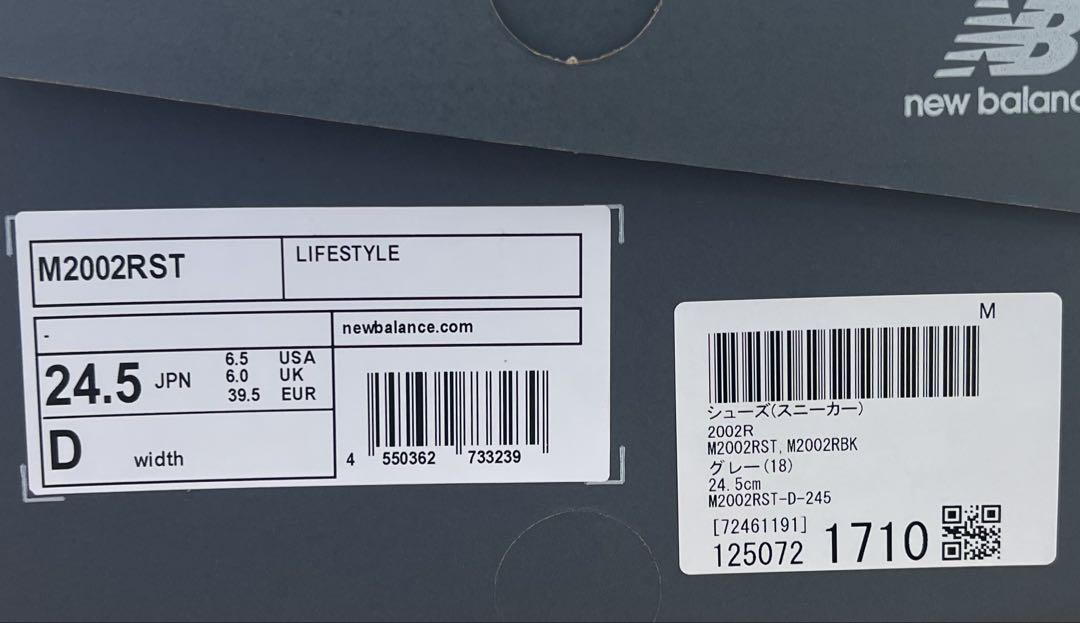 new balanc
M2002RST
LIFESTYLE
-
newbalance.com
24.5 JPN
6.5 USA
6.0 UK
39.5 EUR
D width
4 550362 733239
M
シューズ(スニーカー)
2002R
M2002RST, M2002RBK
グレー(18)
24.5cm
M2002RST-D-245
[72461191]
125072 1710